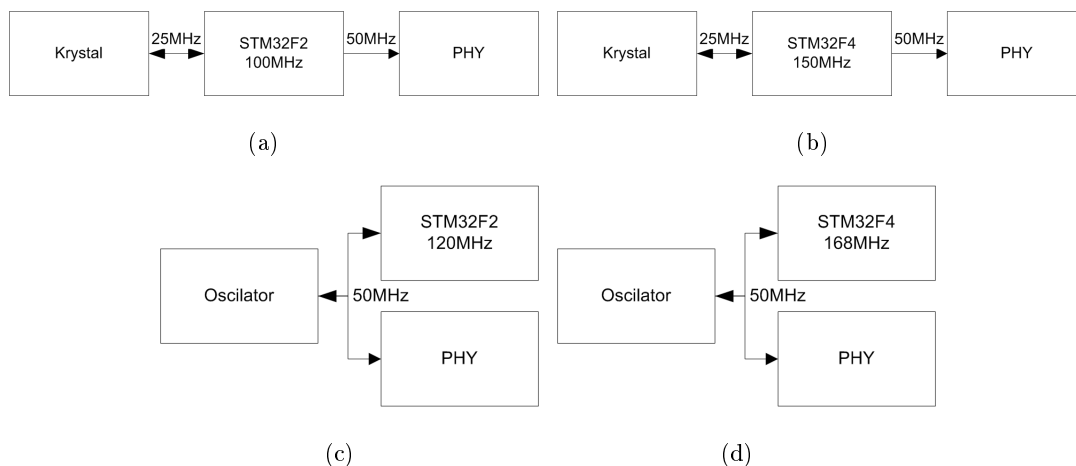 Krystal
25MHz
STM32F2
100MHz
50MHz
PHY
(a)
Krystal
25MHz
STM32F4
150MHz
50MHz
PHY
(b)
Oscilator
50MHz
STM32F2
120MHz
PHY
(c)
Oscilator
50MHz
STM32F4
168MHz
PHY
(d)